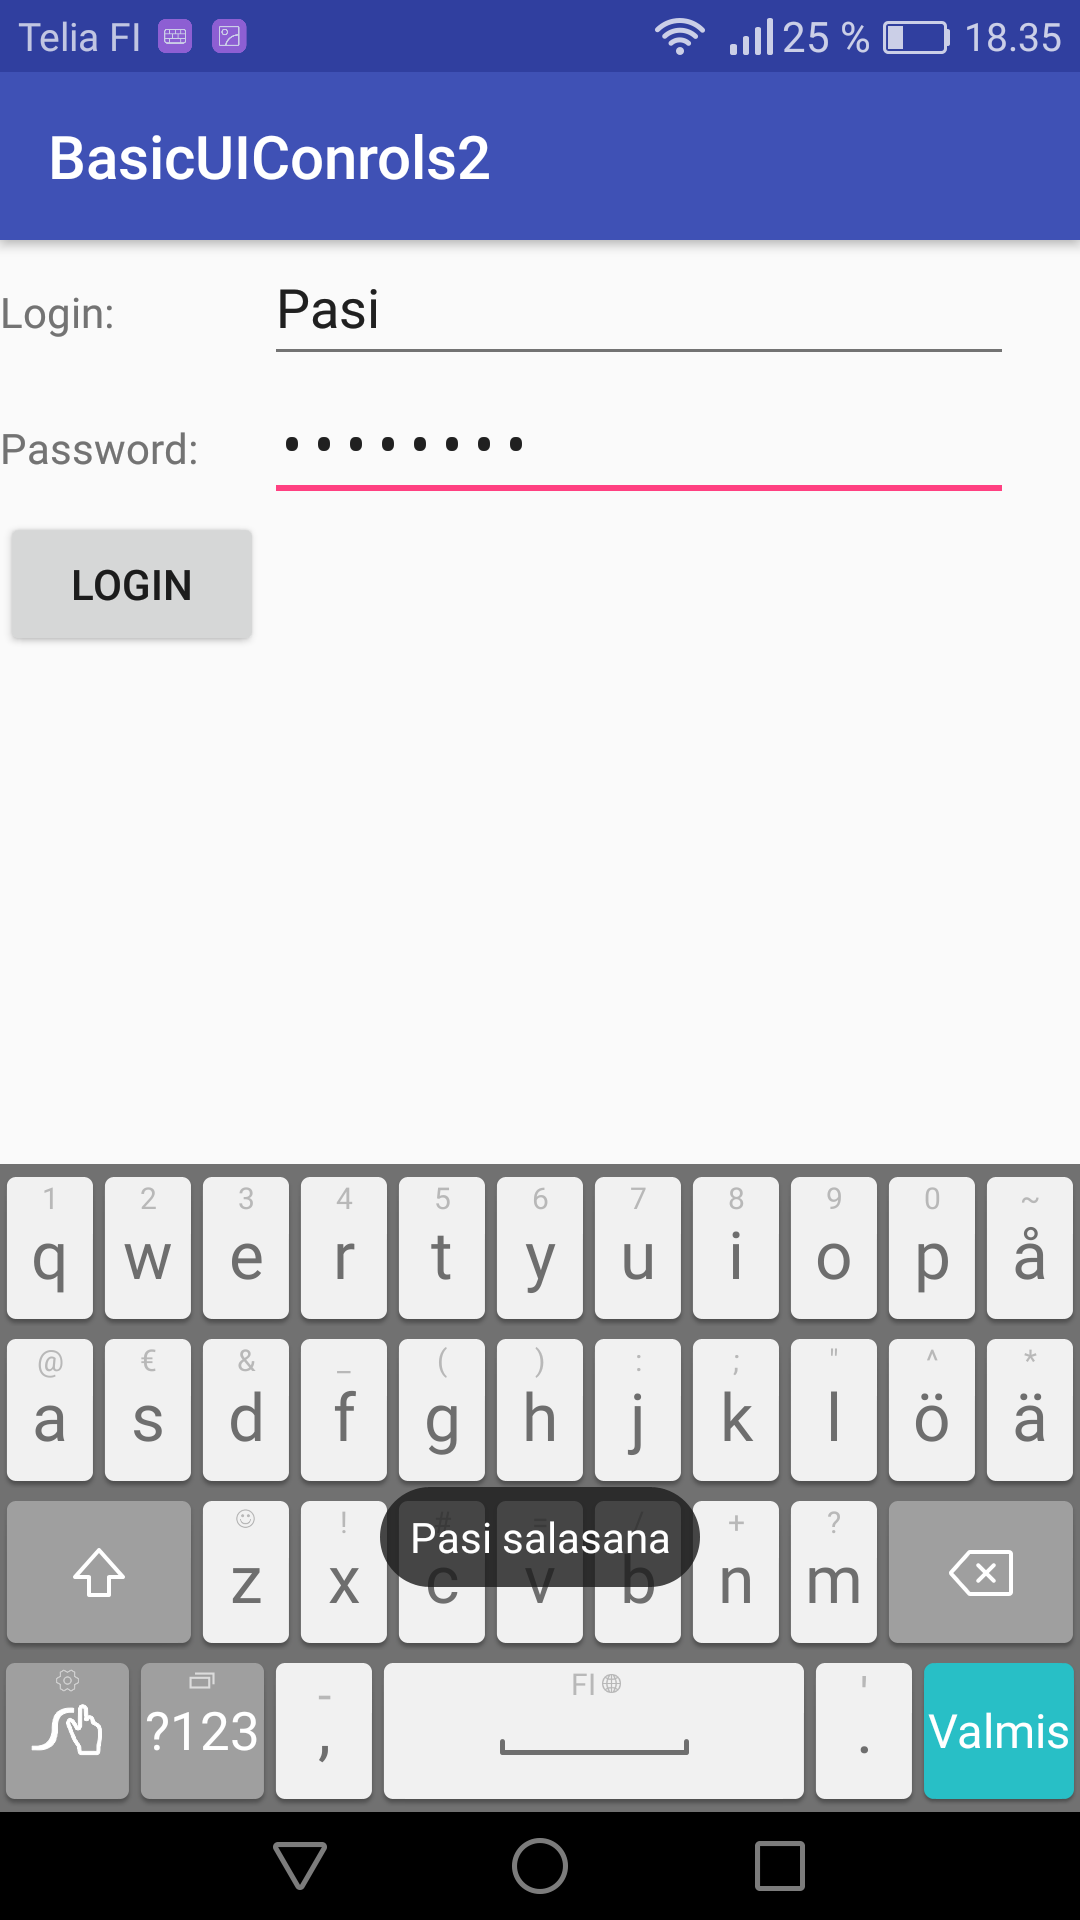 Telia FI 25 % 18.35
BasicUIConrols2
Login: Pasi
Password: ••••••••
LOGIN
1 2 3 4 5 6 7 8 9 0 ~
q w e r t y u i o p å
@ € & _ ( ) : ; " ^ *
a s d f g h j k l ö ä
! # = / + ?
Pasi salasana
z x c v b n m
- FI '
?123 , . Valmis